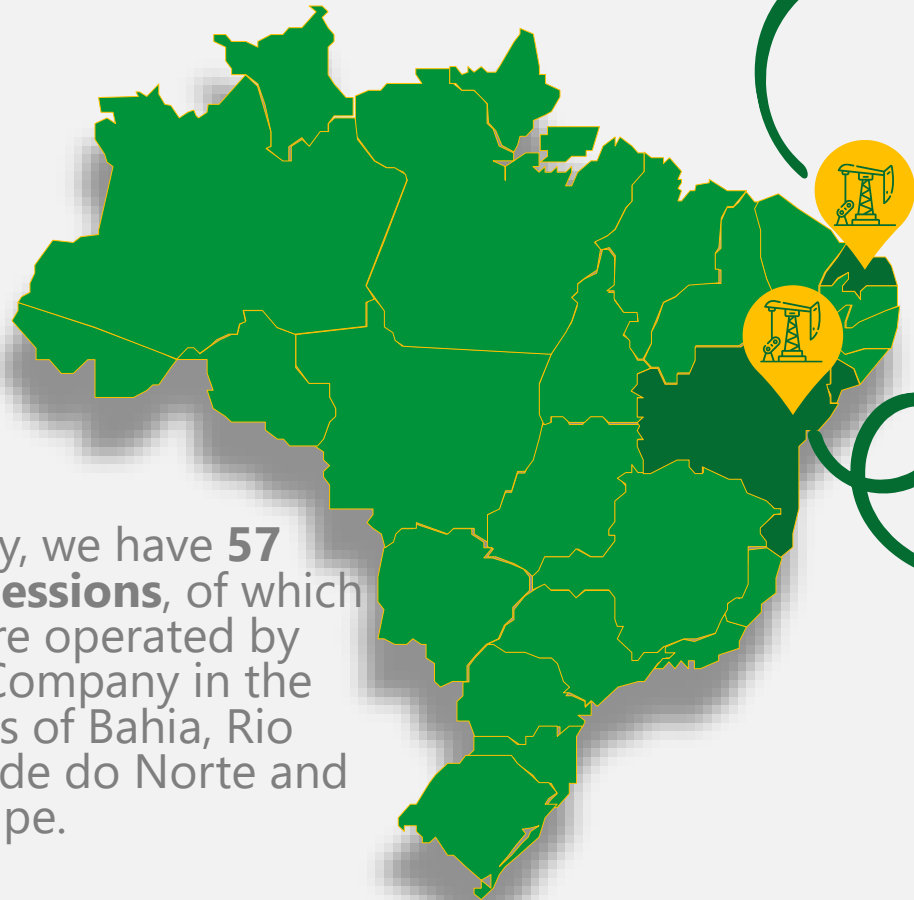 y, we have 57
essions, of which
re operated by
Company in the
s of Bahia, Rio
de do Norte and
ipe.